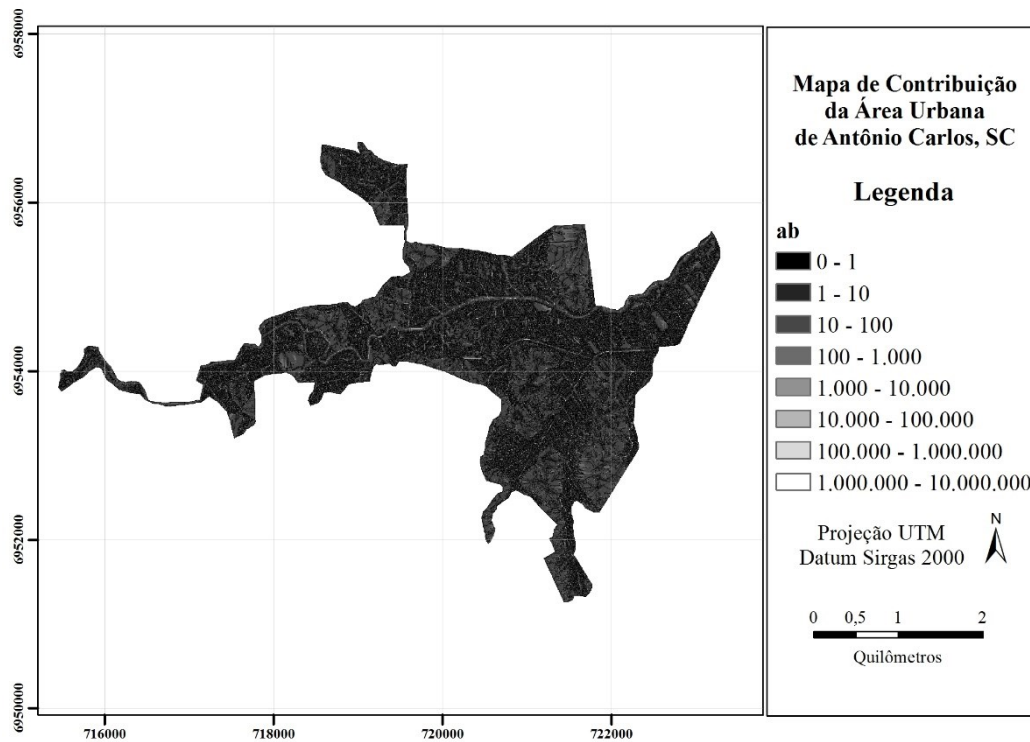 6958000
6956000
6954000
6952000
6950000
716000
718000
720000
722000
Mapa de Contribuição
da Área Urbana
de Antônio Carlos, SC
Legenda
ab
0 - 1
1 - 10
10 - 100
100 - 1.000
1.000 - 10.000
10.000 - 100.000
100.000 - 1.000.000
1.000.000 - 10.000.000
Projeção UTM
Datum Sirgas 2000
N
0 0,5 1 2
Quilômetros